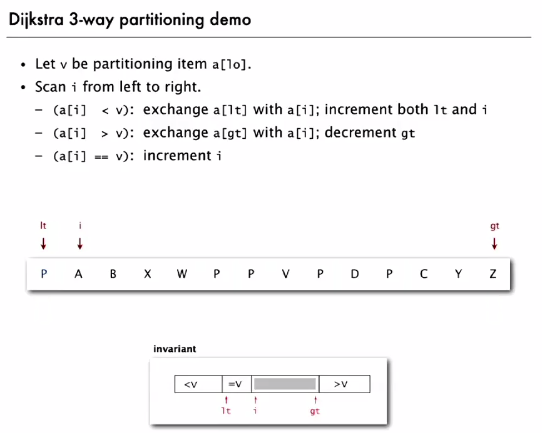 Dijkstra 3-way partitioning demo
• Let v be partitioning item a[lo].
• Scan i from left to right.
– (a[i] < v): exchange a[lt] with a[i]; increment both lt and i
– (a[i] > v): exchange a[gt] with a[i]; decrement gt
– (a[i] == v): increment i
lt i gt
P A B X W P P V P D P C Y Z
invariant
<V =V >V
lt i gt